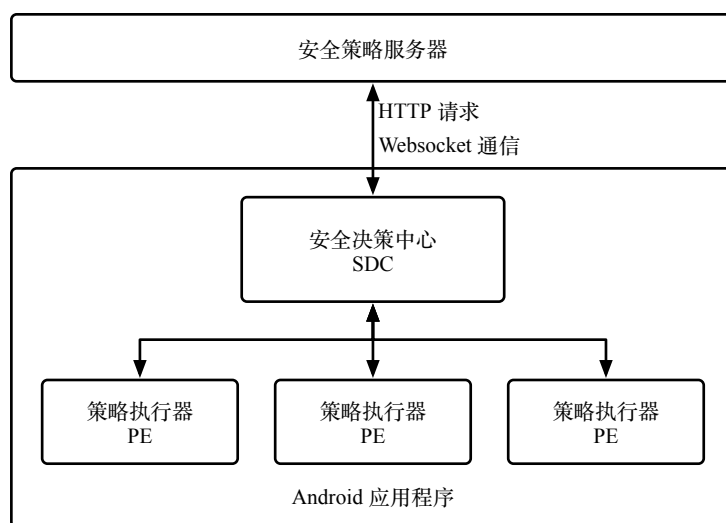 安全策略服务器
HTTP 请求
Websocket 通信
安全决策中心
SDC
策略执行器
PE
策略执行器
PE
策略执行器
PE
Android 应用程序